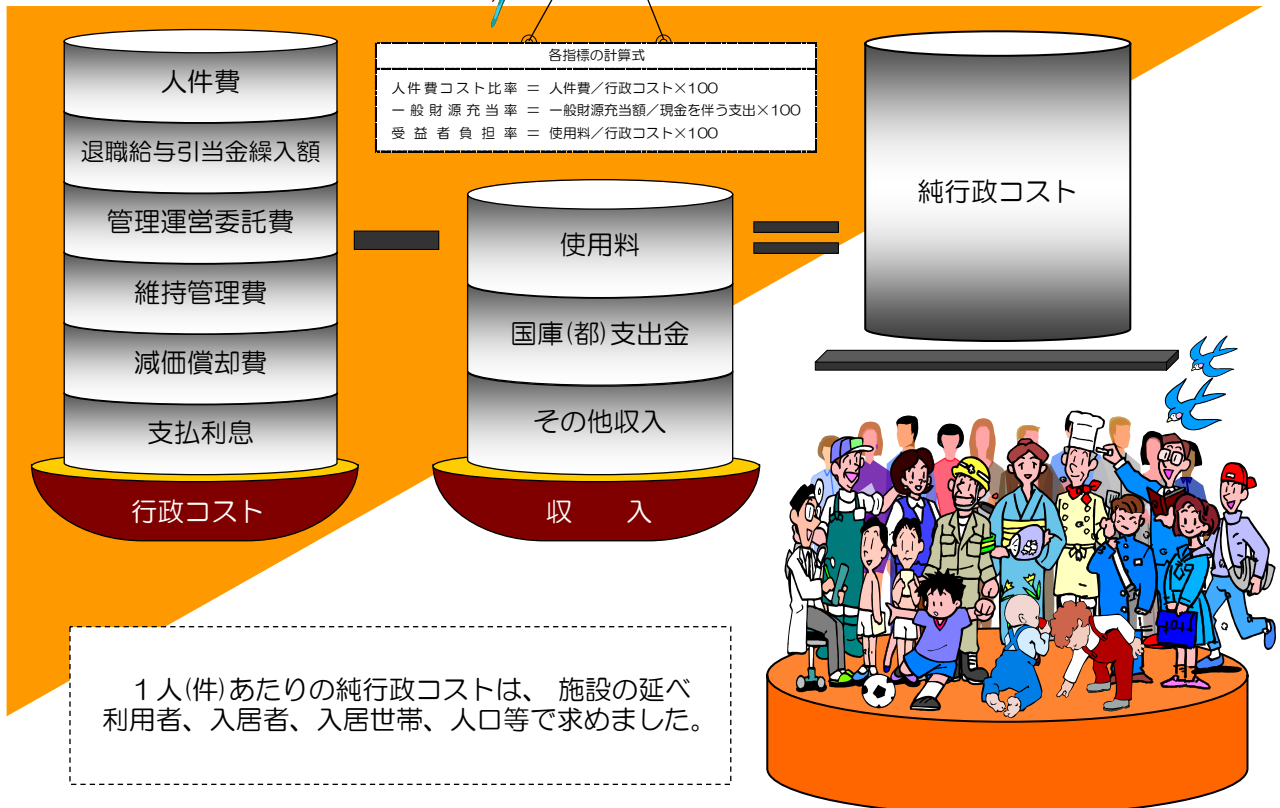 人件費
退職給与引当金繰入額
管理運営委託費
維持管理費
減価償却費
支払利息
行政コスト
各指標の計算式
人件費コスト比率 = 人件費/行政コスト×100
一般財源充当率 = 一般財源充当額/現金を伴う支出×100
受益者負担率 = 使用料/行政コスト×100
使用料
国庫(都)支出金
その他収入
収 入
純行政コスト
1人(件)あたりの純行政コストは、 施設の延べ
利用者、入居者、入居世帯、人口等で求めました。